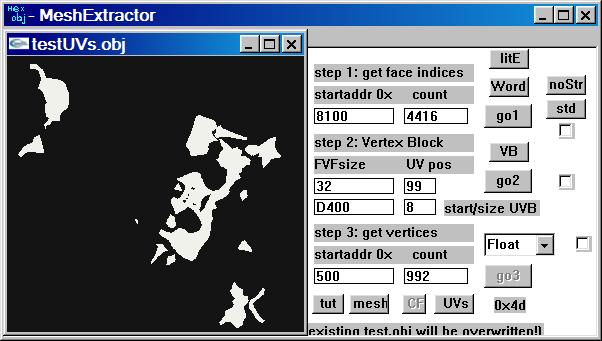 Hex
obj - MeshExtractor
testUVs.obj
litE
step 1: get face indices
Word noStr
startaddr 0x count
std
8100 4416 go1
step 2: Vertex Block
VB
FVFsize UV pos
32 99 go2
D400 8 start/size UVB
step 3: get vertices
Float
startaddr 0x count
500 992 go3
tut mesh CF UVs 0x4d
existing test.obj will be overwritten!)